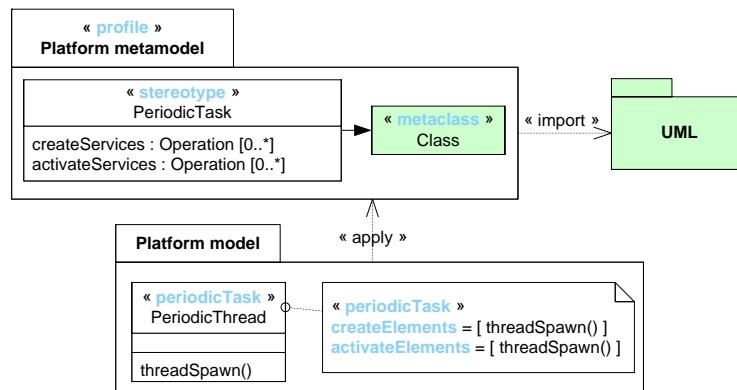 « profile »
Platform metamodel
« stereotype »
PeriodicTask
createServices : Operation [0..*]
activateServices : Operation [0..*]
« metaclass »
Class
« import »
UML
« apply »
Platform model
« periodicTask »
PeriodicThread
threadSpawn()
« periodicTask »
createElements = [ threadSpawn() ]
activateElements = [ threadSpawn() ]